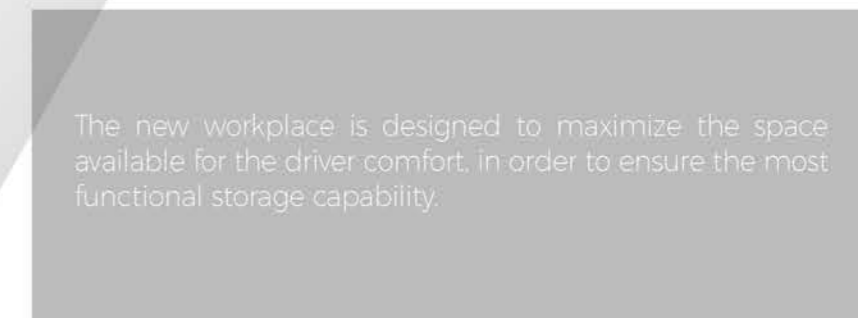 The new workplace is designed to maximize the space
available for the driver comfort, in order to ensure the most
functional storage capability.